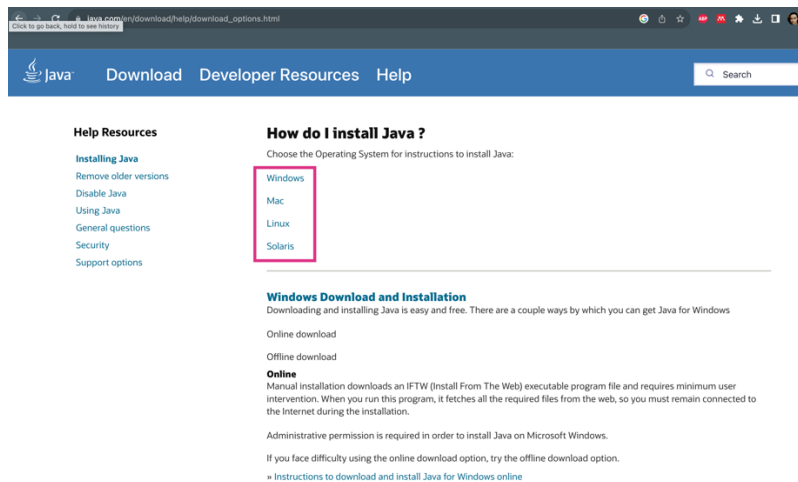 java.com/en/download/help/download_options.html
Click to go back, hold to see history
Java
Download Developer Resources Help
Search
Help Resources
Installing Java
Remove older versions
Disable Java
Using Java
General questions
Security
Support options
How do I install Java ?
Choose the Operating System for instructions to install Java:
Windows
Mac
Linux
Solaris
Windows Download and Installation
Downloading and installing Java is easy and free. There are a couple ways by which you can get Java for Windows
Online download
Offline download
Online
Manual installation downloads an IFTW (Install From The Web) executable program file and requires minimum user
intervention. When you run this program, it fetches all the required files from the web, so you must remain connected to
the Internet during the installation.
Administrative permission is required in order to install Java on Microsoft Windows.
If you face difficulty using the online download option, try the offline download option.
» Instructions to download and install Java for Windows online